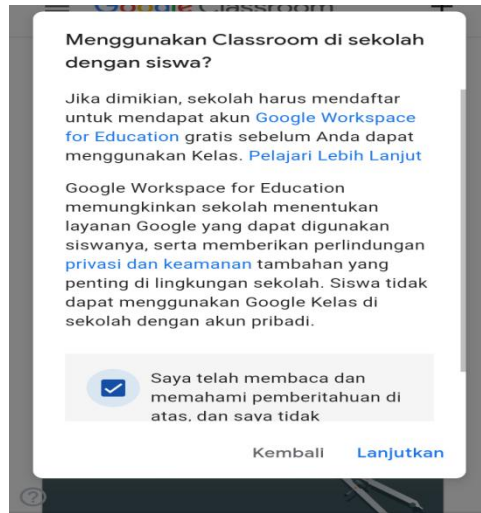 Google Classroom
Menggunakan Classroom di sekolah
dengan siswa?
Jika dimikian, sekolah harus mendaftar
untuk mendapat akun Google Workspace
for Education gratis sebelum Anda dapat
menggunakan Kelas. Pelajari Lebih Lanjut
Google Workspace for Education
memungkinkan sekolah menentukan
layanan Google yang dapat digunakan
siswanya, serta memberikan perlindungan
privasi dan keamanan tambahan yang
penting di lingkungan sekolah. Siswa tidak
dapat menggunakan Google Kelas di
sekolah dengan akun pribadi.
Saya telah membaca dan
memahami pemberitahuan di
atas, dan saya tidak
Kembali Lanjutkan